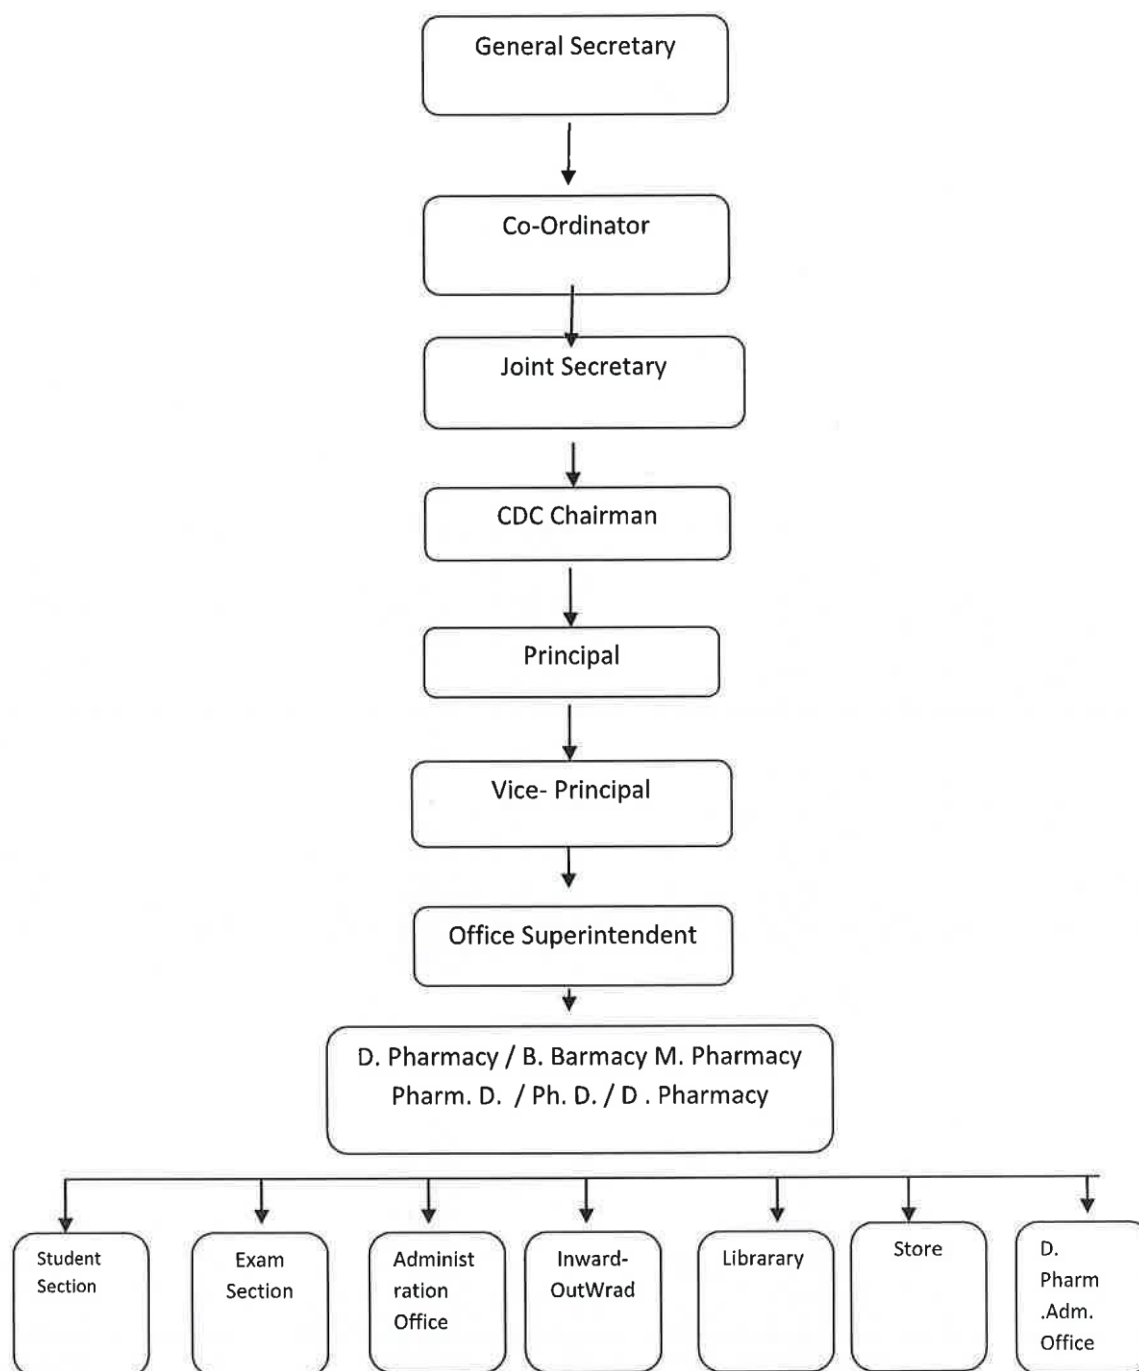 General Secretary
Co-Ordinator
Joint Secretary
CDC Chairman
Principal
Vice- Principal
Office Superintendent
D. Pharmacy / B. Barmacy M. Pharmacy
Pharm. D. / Ph. D. / D . Pharmacy
Student
Section
Exam
Section
Administ
ration
Office
Inward-
OutWrad
Librarary
Store
D.
Pharm
.Adm.
Office